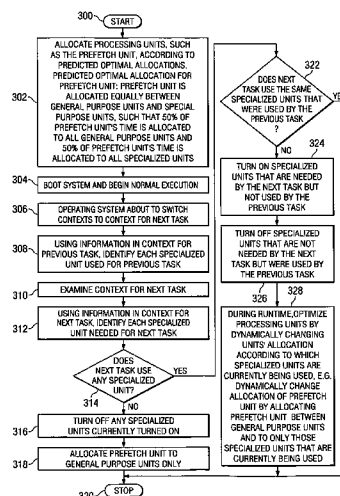 300
START
302
ALLOCATE PROCESSING UNITS, SUCH
AS THE PREFETCH UNIT, ACCORDING TO
PREDICTED OPTIMAL ALLOCATIONS.
PREDICTED OPTIMAL ALLOCATION FOR
PREFETCH UNIT: PREFETCH UNIT IS
ALLOCATED EQUALLY BETWEEN
GENERAL PURPOSE UNITS AND SPECIAL
PURPOSE UNITS, SUCH THAT 50% OF
PREFETCH UNITS TIME IS ALLOCATED
TO ALL GENERAL PURPOSE UNITS AND
50% OF PREFETCH UNITS TIME IS
ALLOCATED TO ALL SPECIALIZED UNITS
304
BOOT SYSTEM AND BEGIN NORMAL EXECUTION
306
OPERATING SYSTEM ABOUT TO SWITCH
CONTEXTS TO CONTEXT FOR NEXT TASK
308
USING INFORMATION IN CONTEXT FOR
PREVIOUS TASK, IDENTIFY EACH SPECIALIZED
UNIT USED FOR PREVIOUS TASK
310
EXAMINE CONTEXT FOR NEXT TASK
312
USING INFORMATION IN CONTEXT FOR
NEXT TASK, IDENTIFY EACH SPECIALIZED
UNIT NEEDED FOR NEXT TASK
DOES
NEXT TASK USE
ANY SPECIALIZED
UNIT?
YES
314
NO
316
TURN OFF ANY SPECIALIZED
UNITS CURRENTLY TURNED ON
318
ALLOCATE PREFETCH UNIT TO
GENERAL PURPOSE UNITS ONLY
320
STOP
322
DOES NEXT
TASK USE THE SAME
SPECIALIZED UNITS THAT
WERE USED BY THE
PREVIOUS TASK
?
YES
NO
324
TURN ON SPECIALIZED
UNITS THAT ARE NEEDED
BY THE NEXT TASK BUT
NOT USED BY THE
PREVIOUS TASK
TURN OFF SPECIALIZED
UNITS THAT ARE NOT
NEEDED BY THE NEXT
TASK BUT WERE USED BY
THE PREVIOUS TASK
326
328
DURING RUNTIME, OPTIMIZE
PROCESSING UNITS BY
DYNAMICALLY CHANGING
UNITS' ALLOCATION
ACCORDING TO WHICH
SPECIALIZED UNITS ARE
CURRENTLY BEING USED, E.G.
DYNAMICALLY CHANGE
ALLOCATION OF PREFETCH
UNIT BY ALLOCATING
PREFETCH UNIT BETWEEN
GENERAL PURPOSE UNITS
AND TO ONLY THOSE
SPECIALIZED UNITS THAT
ARE CURRENTLY BEING USED